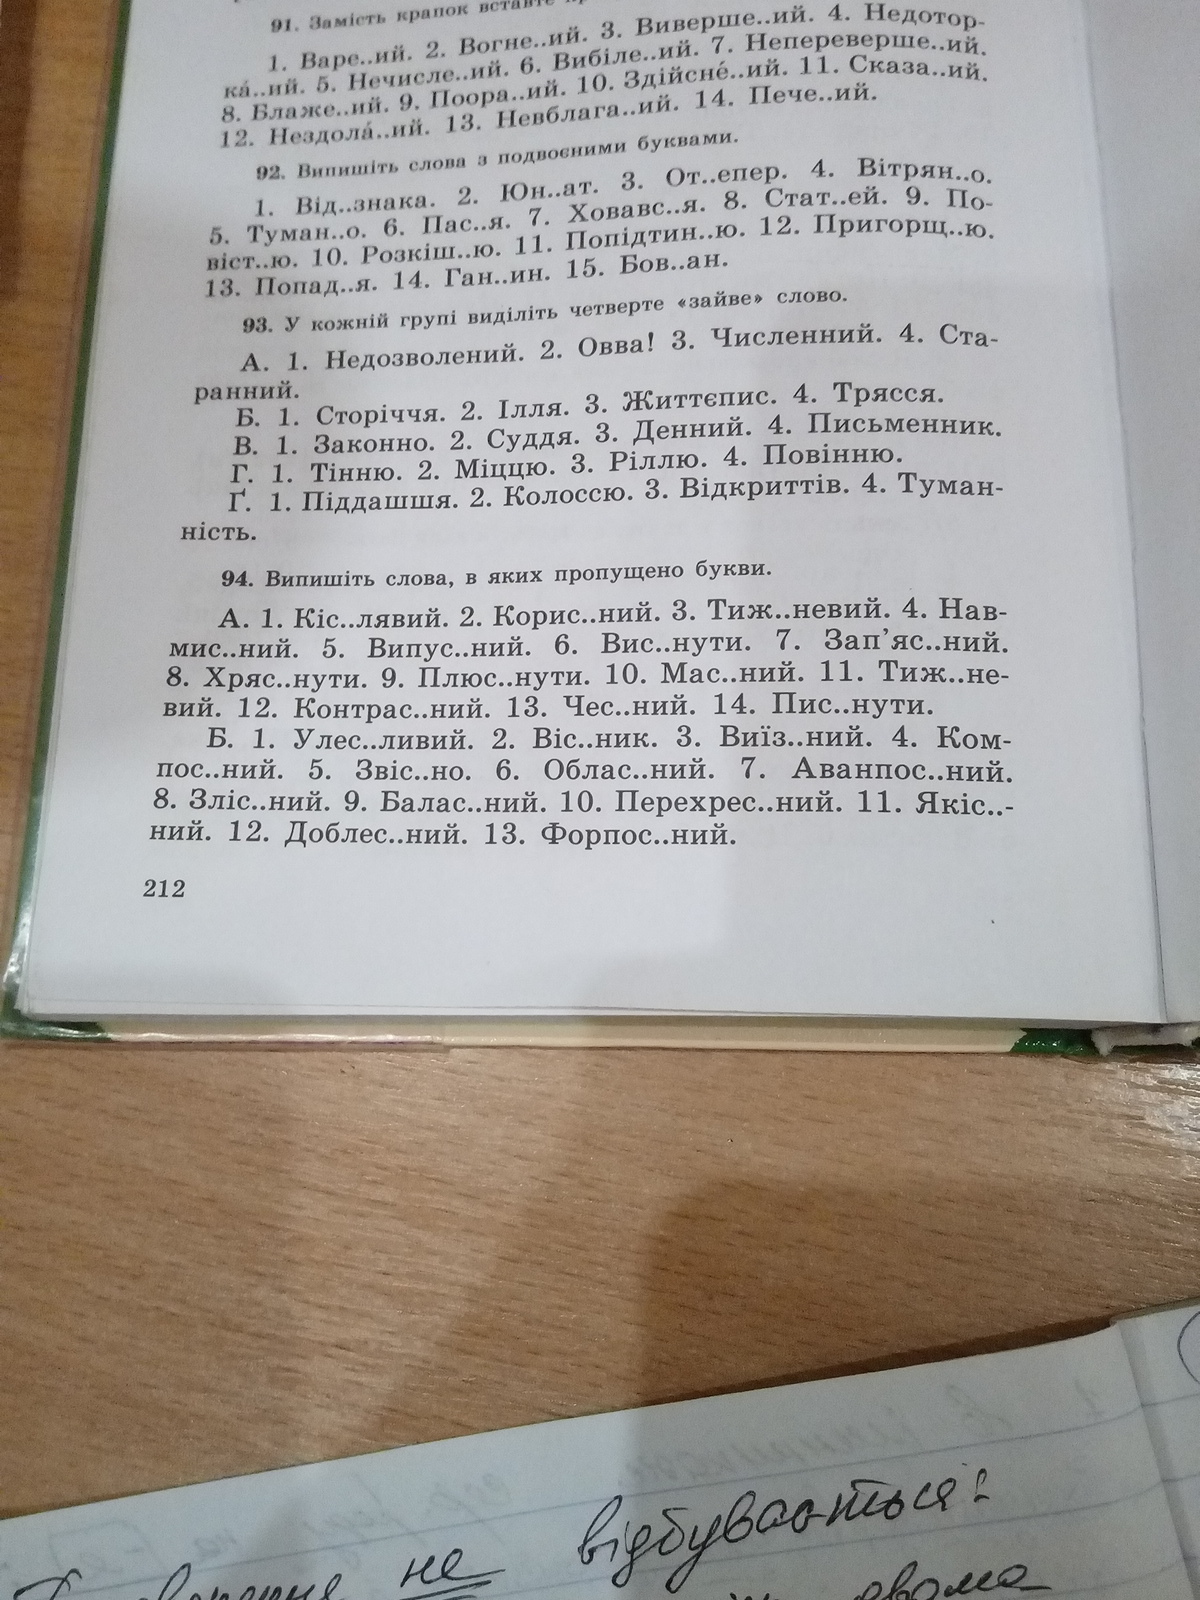 91. Замість крапок вставте
1. Варе..ий. 2. Вогне..ий. 3. Виверше..ий. 4. Недотор-
ка́..ий. 5. Нечисле..ий. 6. Вибіле..ий. 7. Неперевершe..ий.
8. Блаже..ий. 9. Поора..ий. 10. Здійсне́..ий. 11. Сказа..ий.
12. Нездола́..ий. 13. Невблага..ий. 14. Пече..ий.
92. Випишіть слова з подвоєними буквами.
1. Від..знака. 2. Юн..ат. 3. От..епер. 4. Вітрян..о.
5. Туман..о. 6. Пас..я. 7. Ховавс..я. 8. Стат..ей. 9. По-
віст..ю. 10. Розкіш..ю. 11. Попідтин..ю. 12. Пригорщ..ю.
13. Попад..я. 14. Ган..ин. 15. Бов..ан.
93. У кожній групі виділіть четверте «зайве» слово.
А. 1. Недозволений. 2. Овва! 3. Численний. 4. Ста-
ранний.
Б. 1. Сторіччя. 2. Ілля. 3. Життєпис. 4. Трясся.
В. 1. Законно. 2. Суддя. 3. Денний. 4. Письменник.
Г. 1. Тінню. 2. Міццю. 3. Ріллю. 4. Повінню.
Ґ. 1. Піддашшя. 2. Колоссю. 3. Відкриттів. 4. Туман-
ність.
94. Випишіть слова, в яких пропущено букви.
А. 1. Кіс..лявий. 2. Корис..ний. 3. Тиж..невий. 4. Нав-
мис..ний. 5. Випус..ний. 6. Вис..нути. 7. Зап’яс..ний.
8. Хряс..нути. 9. Плюс..нути. 10. Мас..ний. 11. Тиж..не-
вий. 12. Контрас..ний. 13. Чес..ний. 14. Пис..нути.
Б. 1. Улес..ливий. 2. Віс..ник. 3. Виїз..ний. 4. Ком-
пос..ний. 5. Звіс..но. 6. Облас..ний. 7. Аванпос..ний.
8. Зліс..ний. 9. Балас..ний. 10. Перехрес..ний. 11. Якіс..-
ний. 12. Доблес..ний. 13. Форпос..ний.
212
не відбувається:
двома